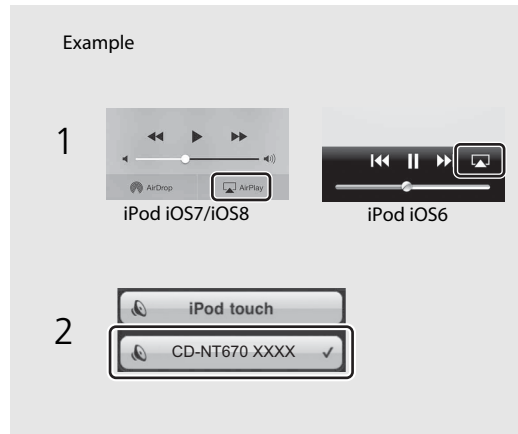 Example
1
AirDrop
AirPlay
iPod iOS7/iOS8
iPod iOS6
2
iPod touch
CD-NT670 XXXX ✓